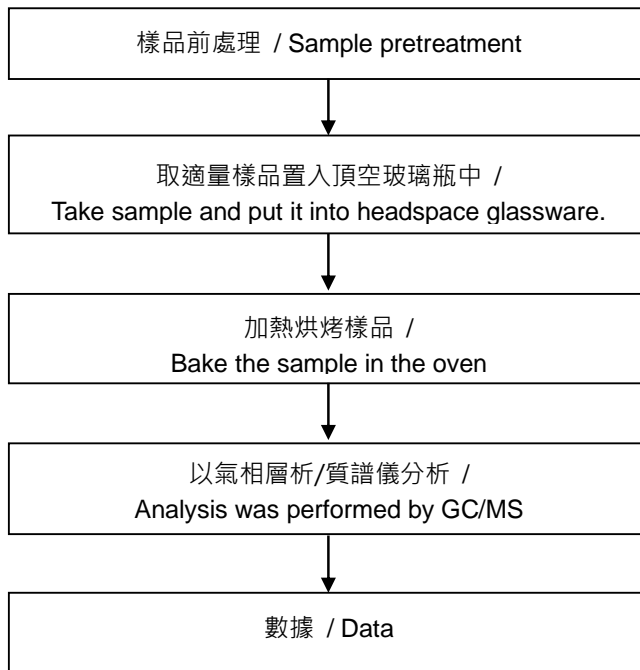 樣品前處理 / Sample pretreatment
取適量樣品置入頂空玻璃瓶中 /
Take sample and put it into headspace glassware.
加熱烘烤樣品 /
Bake the sample in the oven
以氣相層析/質譜儀分析 /
Analysis was performed by GC/MS
數據 / Data